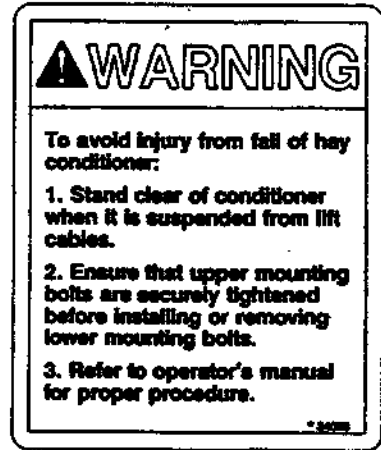 WARNING
To avoid injury from fall of hay
conditioner:
1. Stand clear of conditioner
when it is suspended from lift
cables.
2. Ensure that upper mounting
bolts are securely tightened
before installing or removing
lower mounting bolts.
3. Refer to operator's manual
for proper procedure.